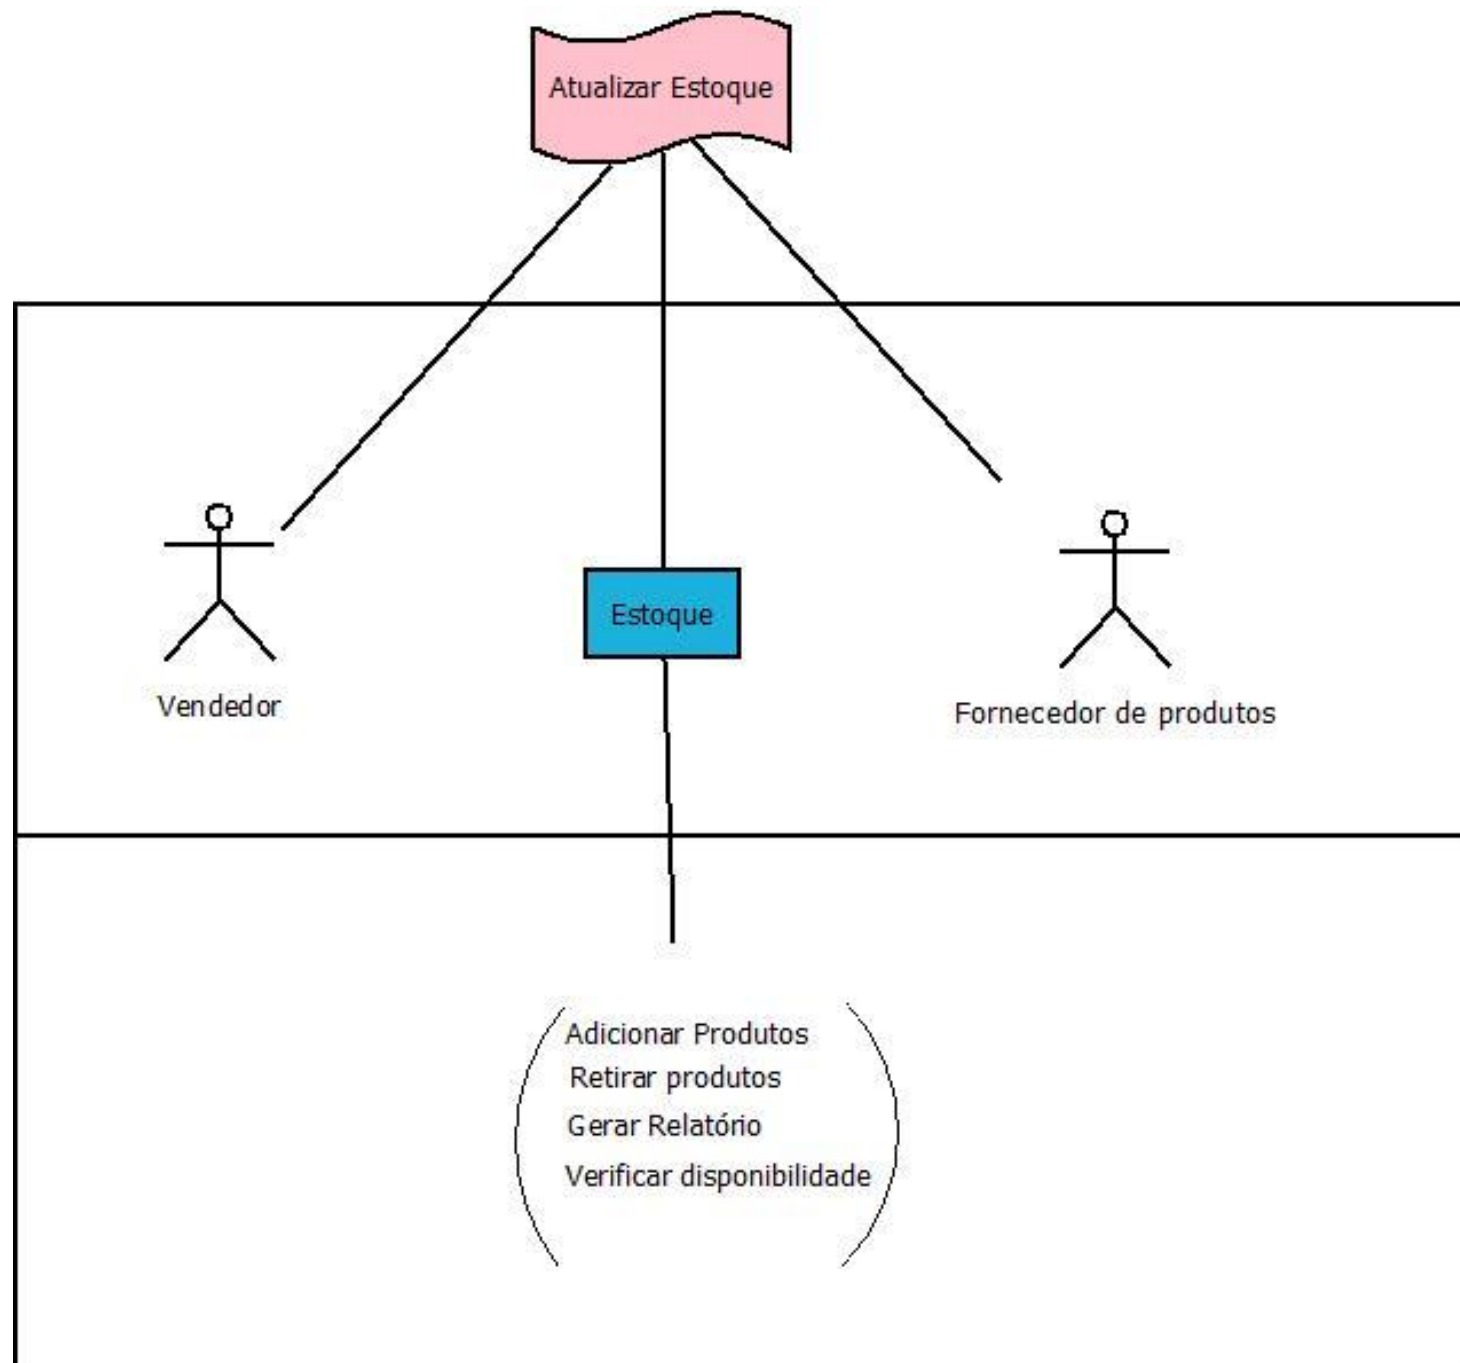 Atualizar Estoque
Estoque
Vendedor
Fornecedor de produtos
Adicionar Produtos
Retirar produtos
Gerar Relatório
Verificar disponibilidade